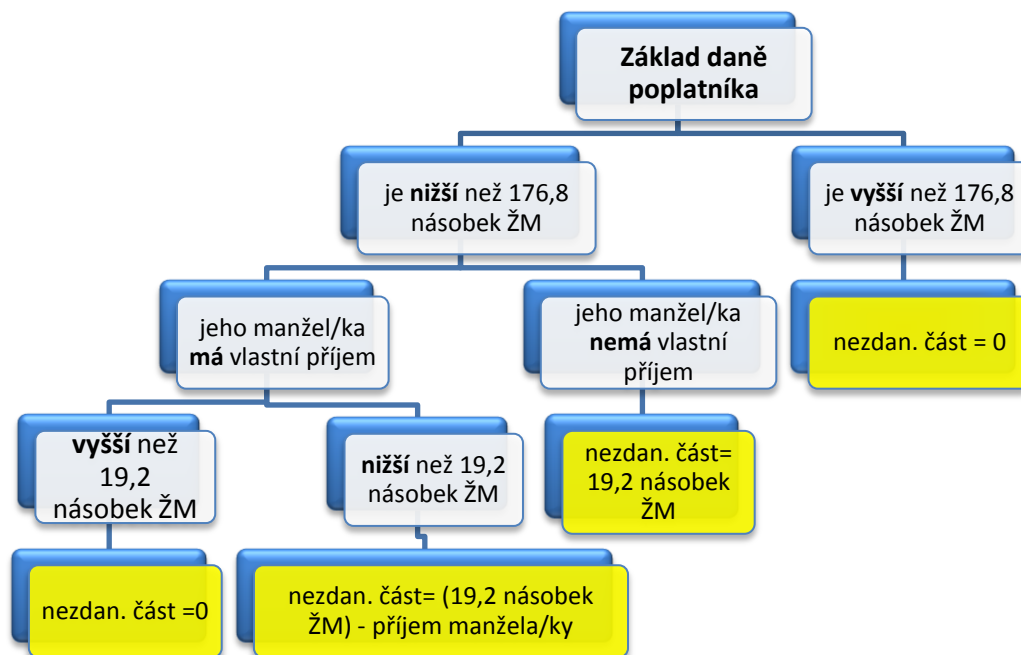 Základ daně
poplatníka
je nižší než 176,8
násobek ŽM
je vyšší než 176,8
násobek ŽM
jeho manžel/ka
má vlastní příjem
jeho manžel/ka
nemá vlastní
příjem
nezdan. část = 0
vyšší než
19,2
násobek ŽM
nižší než 19,2
násobek ŽM
nezdan. část=
19,2 násobek
ŽM
nezdan. část =0
nezdan. část= (19,2 násobek
ŽM) - příjem manžela/ky